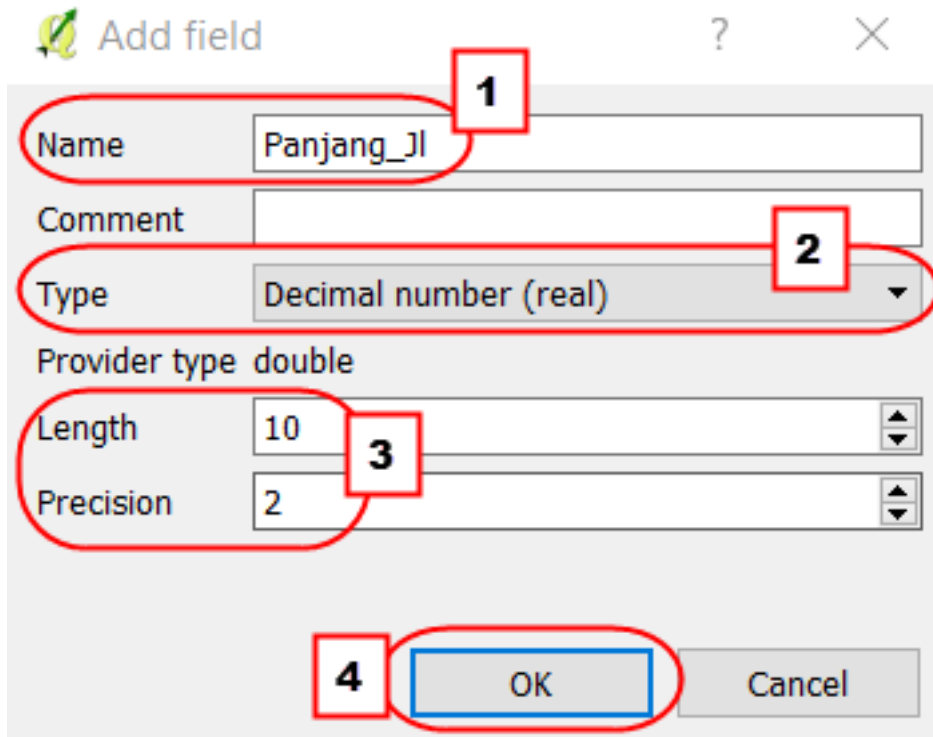 Add field ?
1
Name Panjang_Jl
Comment
2
Type Decimal number (real)
Provider type double
Length 10
3
Precision 2
4 OK Cancel